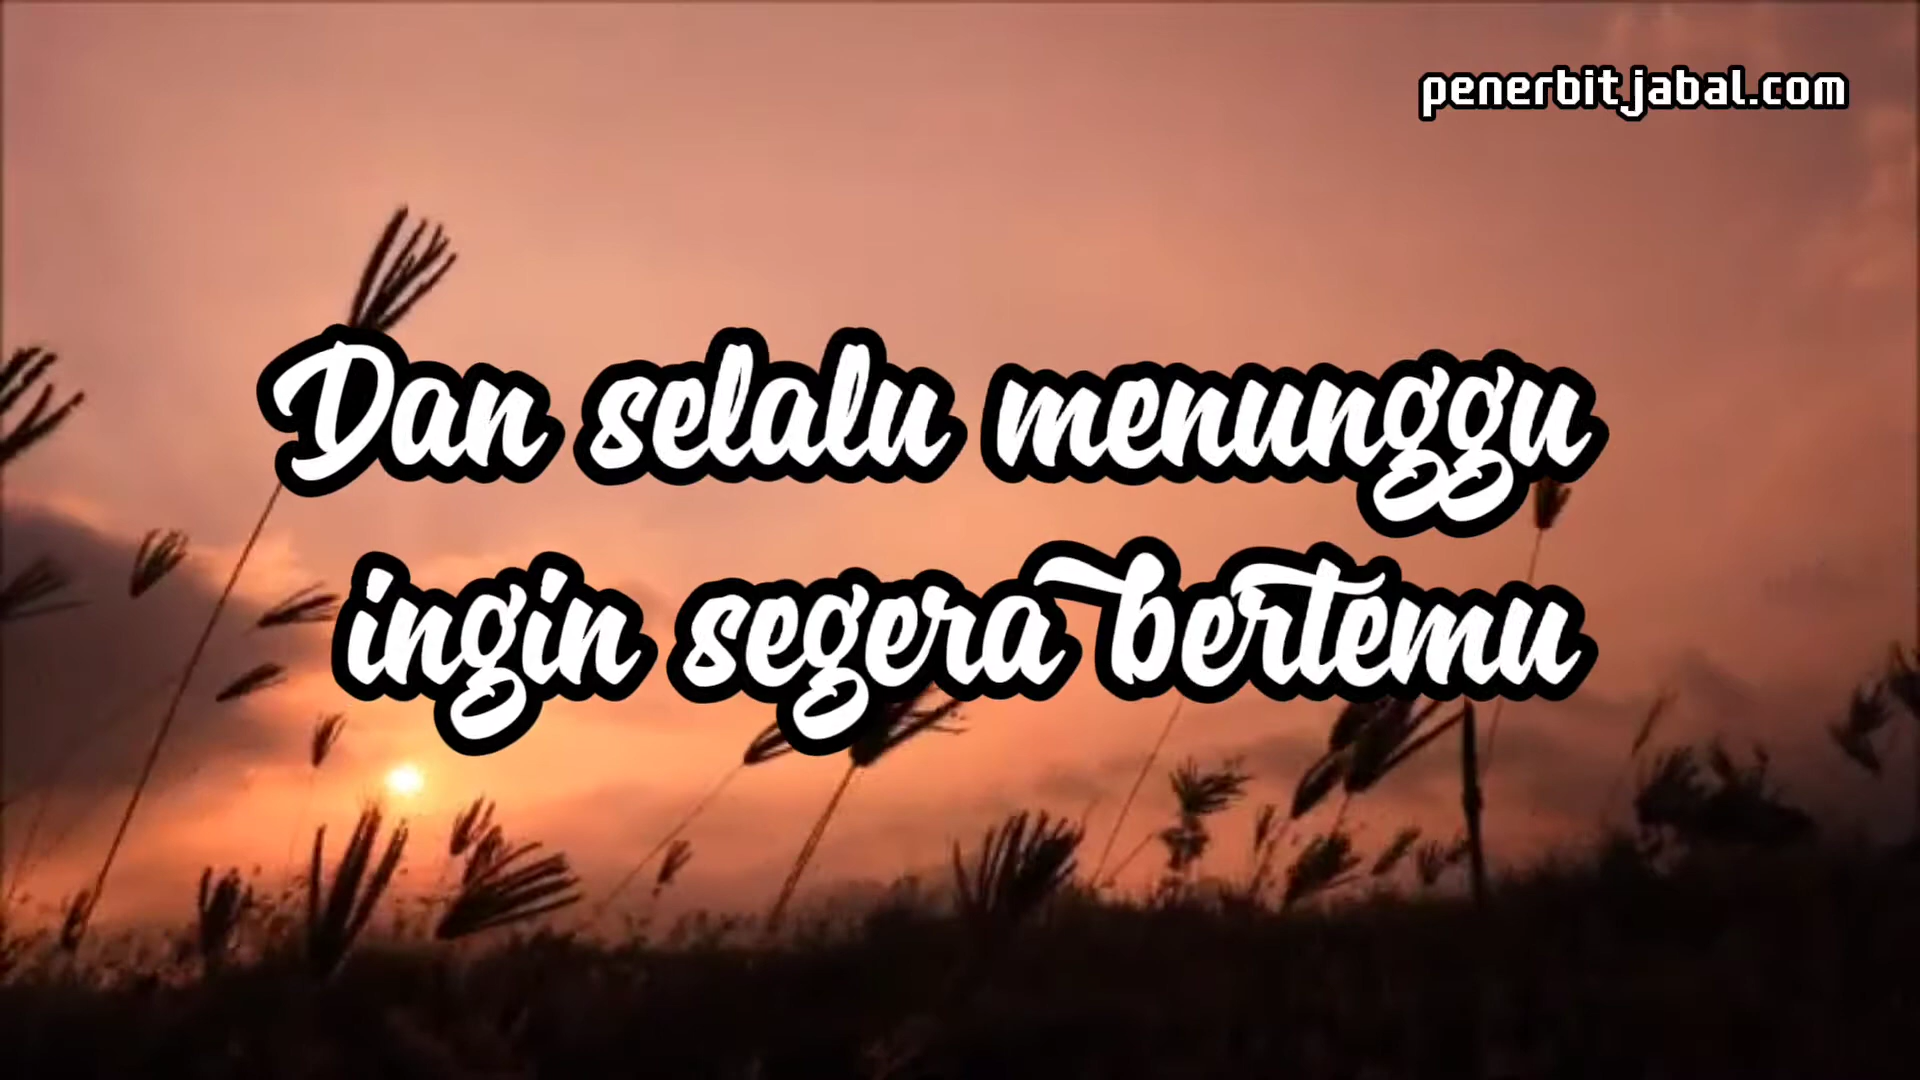 penerbitjabal.com
Dan selalu menunggu
ingin segera bertemu